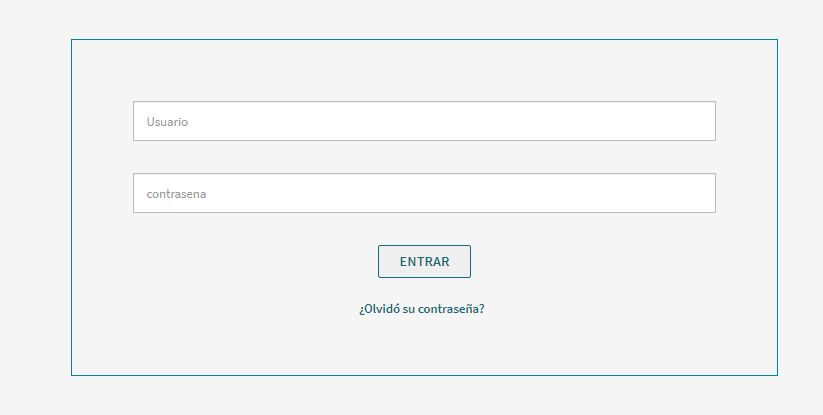 Usuario
contrasena
ENTRAR
¿Olvidó su contraseña?